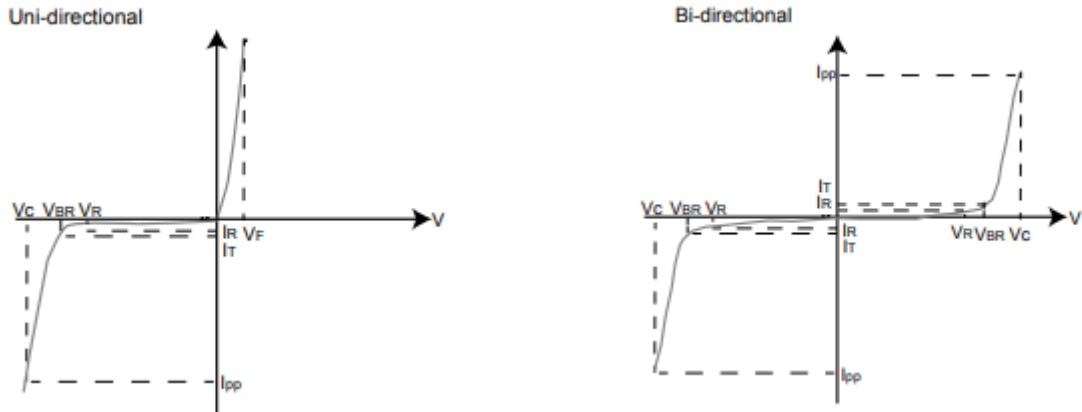 Uni-directional
Bi-directional
Ipp
IT
IR
VC VBR VR
V
IR VF
IT
Ipp
VC VBR VR
V
IR
IT
VR VBR VC
Ipp